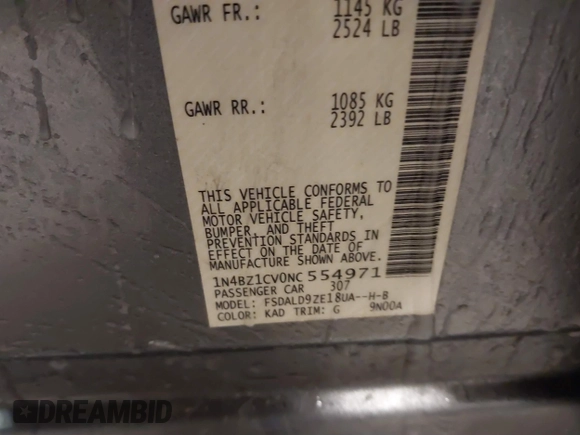 GAWR FR.: 1145 KG
2524 LB
GAWR RR.: 1085 KG
2392 LB
THIS VEHICLE CONFORMS TO
ALL APPLICABLE FEDERAL
MOTOR VEHICLE SAFETY,
BUMPER, AND THEFT
PREVENTION STANDARDS IN
EFFECT ON THE DATE OF
MANUFACTURE SHOWN ABOVE.
1N4BZ1CV0NC554971
PASSENGER CAR 307
MODEL: FSDALD9ZE18UA--H-B
COLOR: KAD TRIM: G 9N00A
DREAMBID